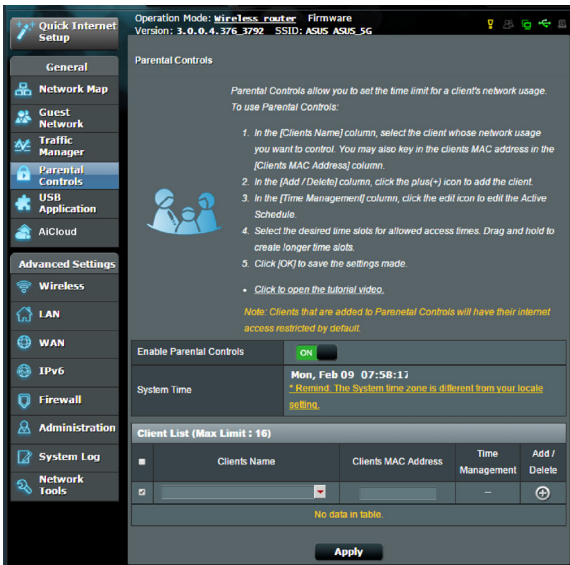 Quick Internet
Setup
Operation Mode: Wireless router Firmware
Version: 3.0.0.4.376_3792 SSID: ASUS ASUS_5G
General
Network Map
Guest
Network
Traffic
Manager
Parental
Controls
USB
Application
AiCloud
Advanced Settings
Wireless
LAN
WAN
IPv6
Firewall
Administration
System Log
Network
Tools
Parental Controls
Parental Controls allow you to set the time limit for a client's network usage.
To use Parental Controls:
1. In the [Clients Name] column, select the client whose network usage
you want to control. You may also key in the clients MAC address in the
[Clients MAC Address] column.
2. In the [Add / Delete] column, click the plus(+) icon to add the client.
3. In the [Time Management] column, click the edit icon to edit the Active
Schedule.
4. Select the desired time slots for allowed access times. Drag and hold to
create longer time slots.
5. Click [OK] to save the settings made.
• Click to open the tutorial video.
Note: Clients that are added to Parenetal Controls will have their internet
access restricted by default.
Enable Parental Controls ON
System Time Mon, Feb 09 07:58:17
* Remind: The System time zone is different from your locale
setting.
Client List (Max Limit : 16)
Clients Name Clients MAC Address Time
Management Add /
Delete
--
No data in table.
Apply